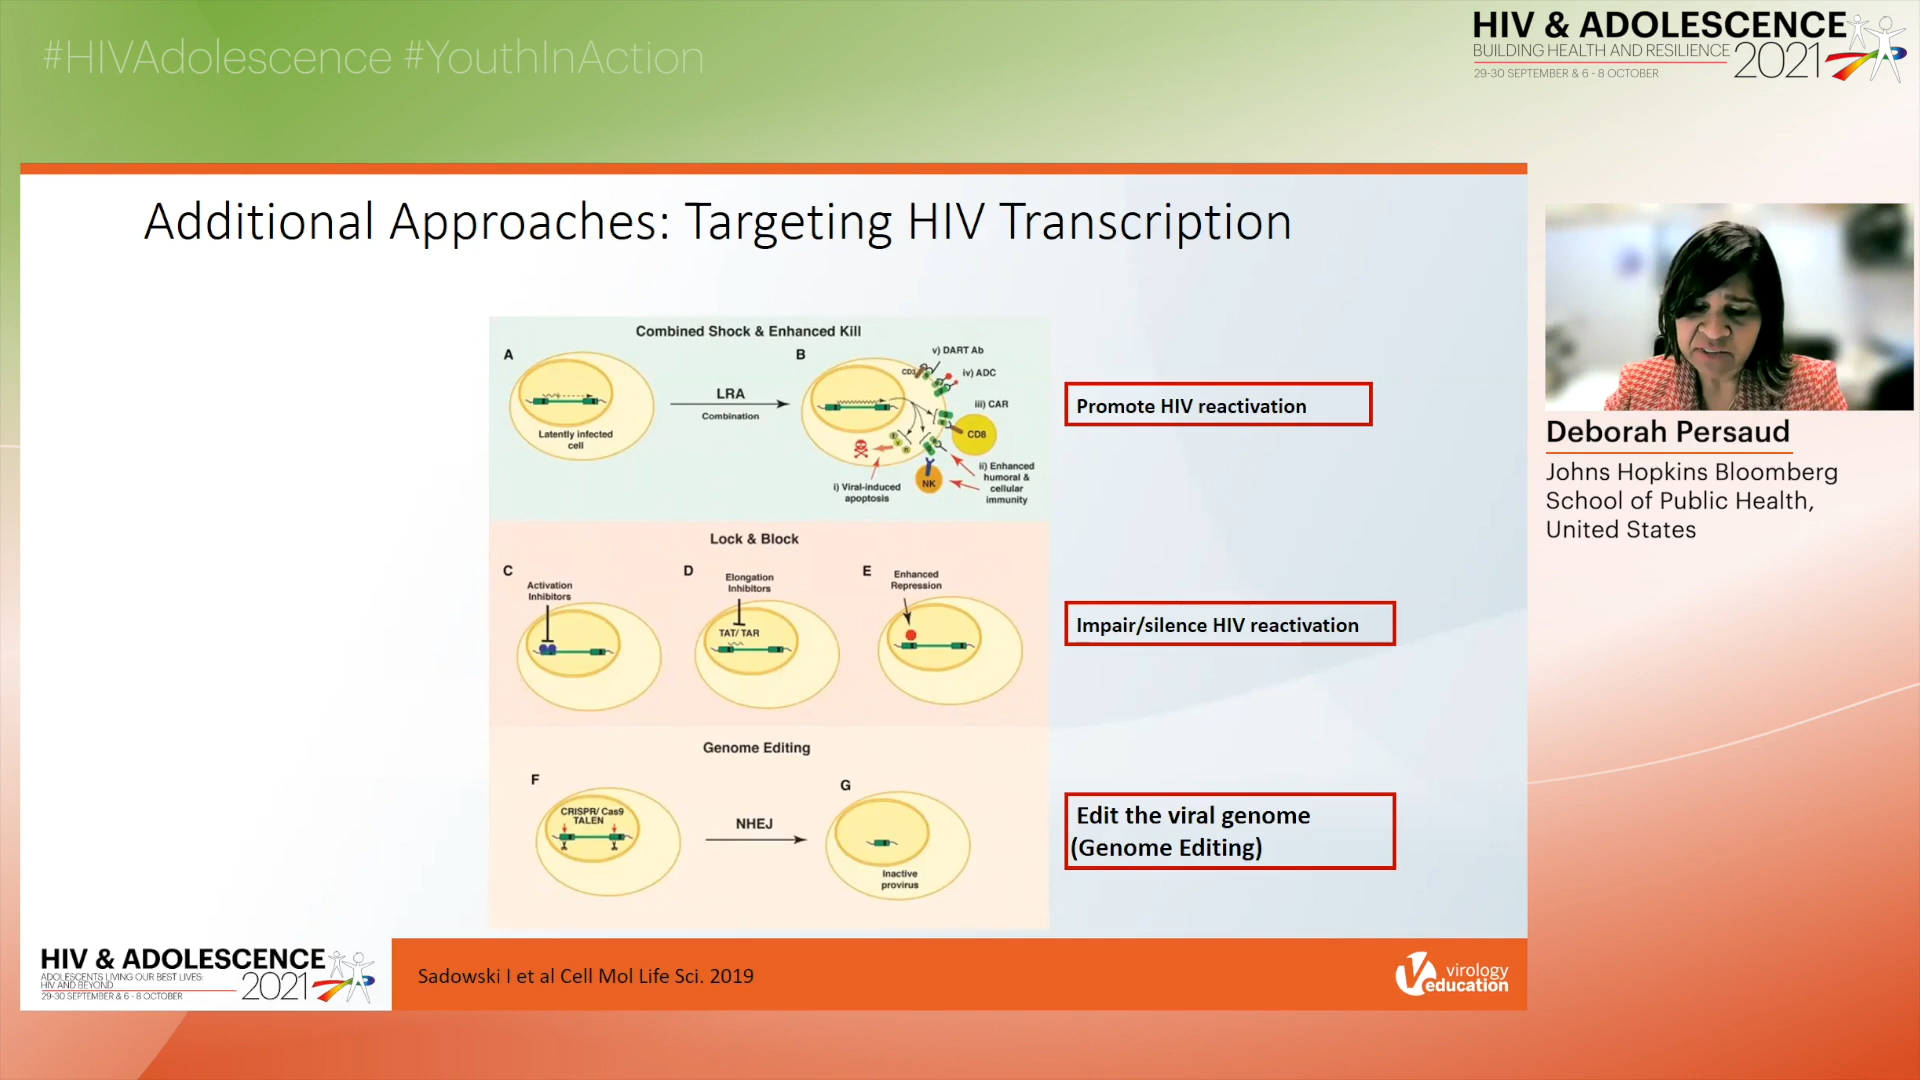 #HIVAdolescence #YouthInAction
HIV & ADOLESCENCE
BUILDING HEALTH AND RESILIENCE
2021
29-30 SEPTEMBER & 6 - 8 OCTOBER
Additional Approaches: Targeting HIV Transcription
Combined Shock & Enhanced Kill
A
Latently infected
cell
LRA
Combination
B
v) DART Ab
CD3
iv) ADC
iii) CAR
CD8
ii) Enhanced
humoral &
cellular
immunity
NK
i) Viral-induced
apoptosis
Promote HIV reactivation
Lock & Block
C
Activation
Inhibitors
D
Elongation
Inhibitors
TAT/ TAR
E
Enhanced
Repression
Impair/silence HIV reactivation
Genome Editing
F
CRISPR/ Cas9
TALEN
NHEJ
G
Inactive
provirus
Edit the viral genome
(Genome Editing)
Deborah Persaud
Johns Hopkins Bloomberg
School of Public Health,
United States
HIV & ADOLESCENCE
ADOLESCENTS LIVING OUR BEST LIVES:
HIV AND BEYOND
2021
29-30 SEPTEMBER & 6 - 8 OCTOBER
Sadowski I et al Cell Mol Life Sci. 2019
virology
education